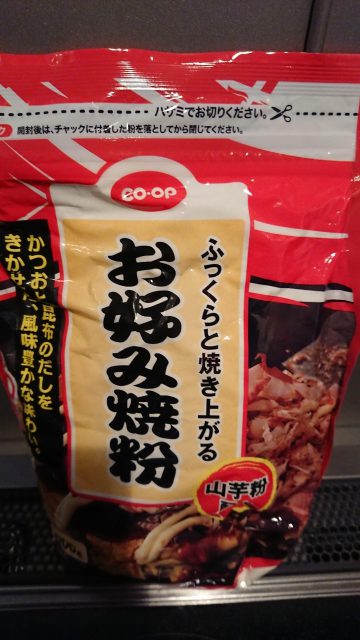 ハサミでお切りください。
開封後は、チャックに付着した粉を落としてから閉じてください。
CO-OP
ふっくらと焼き上がる
お好み焼粉
かつおと昆布のだしを
きかせた、風味豊かな味わい。
山芋粉